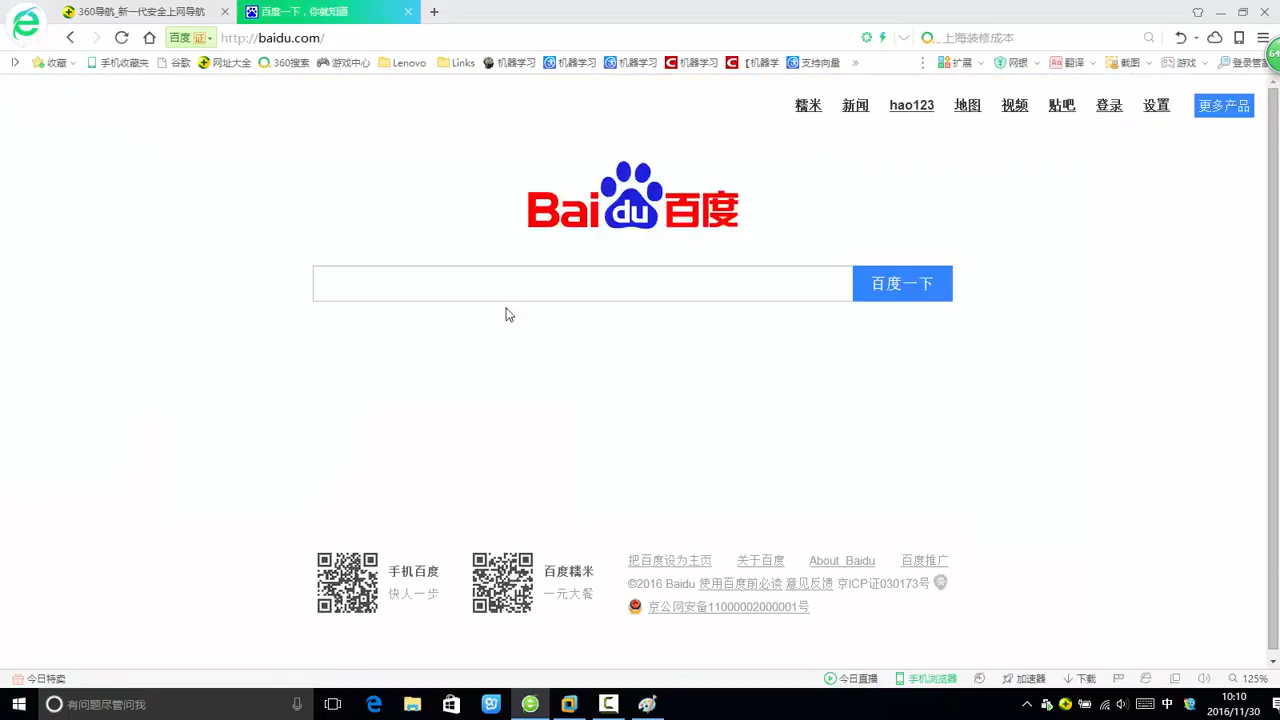 360导航_新一代安全上网导航
百度一下，你就知道
百度 证 http://baidu.com/ 上海装修成本
收藏 手机收藏夹 谷歌 网址大全 360搜索 游戏中心 Lenovo Links 机器学习 机器学习 机器学习 机器学习 【机器学 支持向量 » 扩展 网银 翻译 截图 游戏 登录管家
64
糯米 新闻 hao123 地图 视频 贴吧 登录 设置 更多产品
Bai du 百度
百度一下
手机百度
快人一步
百度糯米
一元大餐
把百度设为主页 关于百度 About Baidu 百度推广
©2016 Baidu 使用百度前必读 意见反馈 京ICP证030173号
京公网安备11000002000001号
今日特卖 今日直播 手机浏览器 加速器 下载 125%
有问题尽管问我
中
10:10
2016/11/30